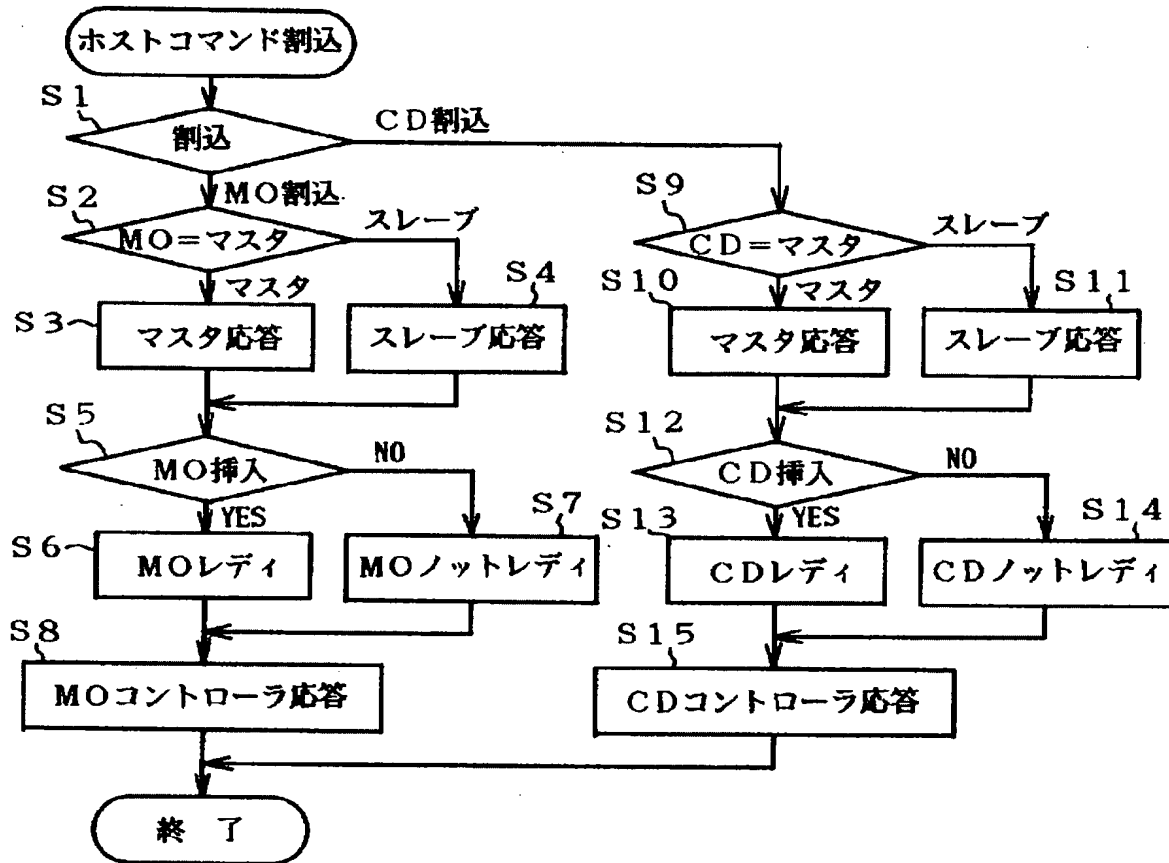 ホストコマンド割込
S1
割込
CD割込
MO割込
S2
MO=マスタ
スレーブ
マスタ
S3
マスタ応答
S4
スレーブ応答
S5
MO挿入
NO
YES
S6
MOレディ
S7
MOノットレディ
S8
MOコントローラ応答
S9
CD=マスタ
スレーブ
マスタ
S10
マスタ応答
S11
スレーブ応答
S12
CD挿入
NO
YES
S13
CDレディ
S14
CDノットレディ
S15
CDコントローラ応答
終 了